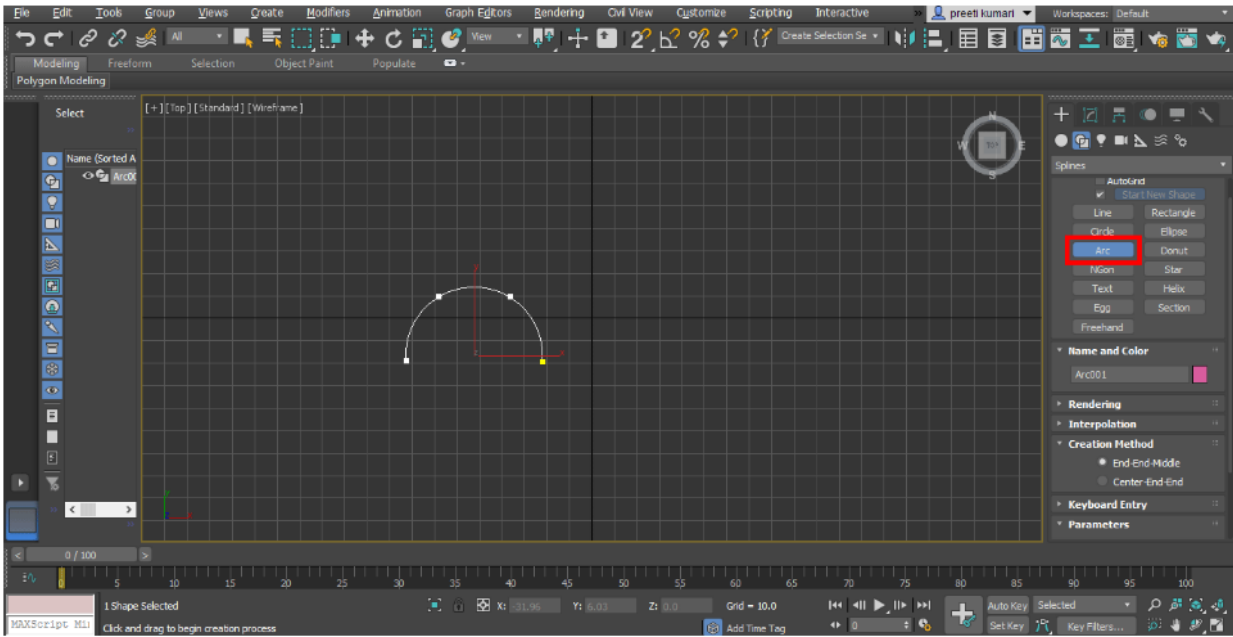 File Edit Tools Group Views Create Modifiers Animation Graph Editors Rendering Civil View Customize Scripting Interactive » preeti kumari Workspaces: Default
All View Create Selection Se
Modeling Freeform Selection Object Paint Populate
Polygon Modeling
Select
[+][Top][Standard][Wireframe]
Name (Sorted A
Arc00
N
W TOP E
S
y
z x
y
z x
Splines
AutoGrid
Start New Shape
Line Rectangle
Circle Ellipse
Arc Donut
NGon Star
Text Helix
Egg Section
Freehand
Name and Color
Arc001
Rendering
Interpolation
Creation Method
End-End-Middle
Center-End-End
Keyboard Entry
Parameters
< >
< 0 / 100 >
0 5 10 15 20 25 30 35 40 45 50 55 60 65 70 75 80 85 90 95 100
1 Shape Selected X: -31.96 Y: 6.03 Z: 0.0 Grid = 10.0 Auto Key Selected
MAXScript Mi Click and drag to begin creation process Add Time Tag 0 Set Key Key Filters...